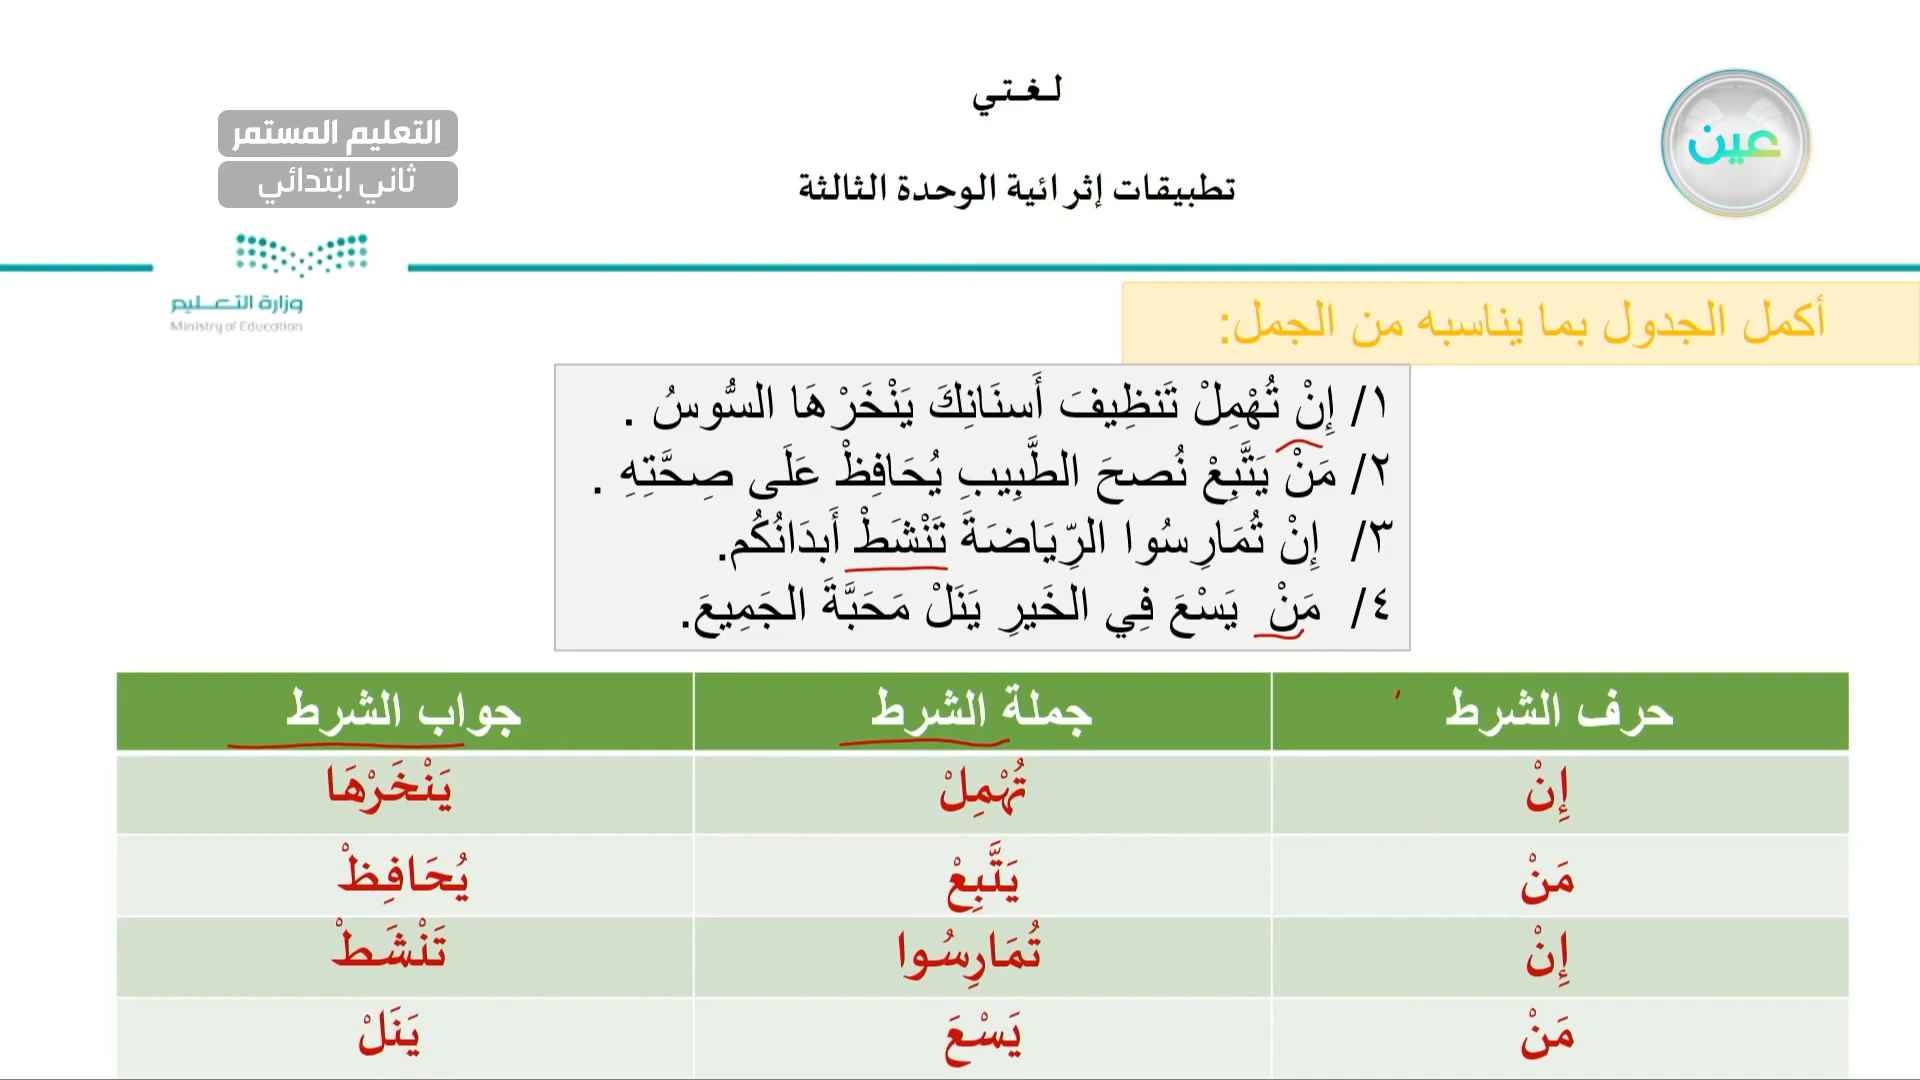 لغتي
عين
التعليم المستمر
تطبيقات إثرائية الوحدة الثالثة
ثاني ابتدائي
وزارة التعليم
Ministry of Education
أكمل الجدول بما يناسبه من الجمل:
١/ إِنْ تُهْمِلْ تَنظِيفَ أَسنَانِكَ يَنْخَرْهَا السُّوسُ .
٢/ مَنْ يَتَّبِعْ نُصحَ الطَّبِيبِ يُحَافِظْ عَلَى صِحَّتِهِ .
٣/ إِنْ تُمَارِسُوا الرِّيَاضَةَ تَنْشَطْ أَبدَانُكُم.
٤/ مَنْ يَسْعَ فِي الخَيرِ يَنَلْ مَحَبَّةَ الجَمِيعَ.
حرف الشرط جملة الشرط جواب الشرط
إِنْ تُهْمِلْ يَنْخَرْهَا
مَنْ يَتَّبِعْ يُحَافِظْ
إِنْ تُمَارِسُوا تَنْشَطْ
مَنْ يَسْعَ يَنَلْ